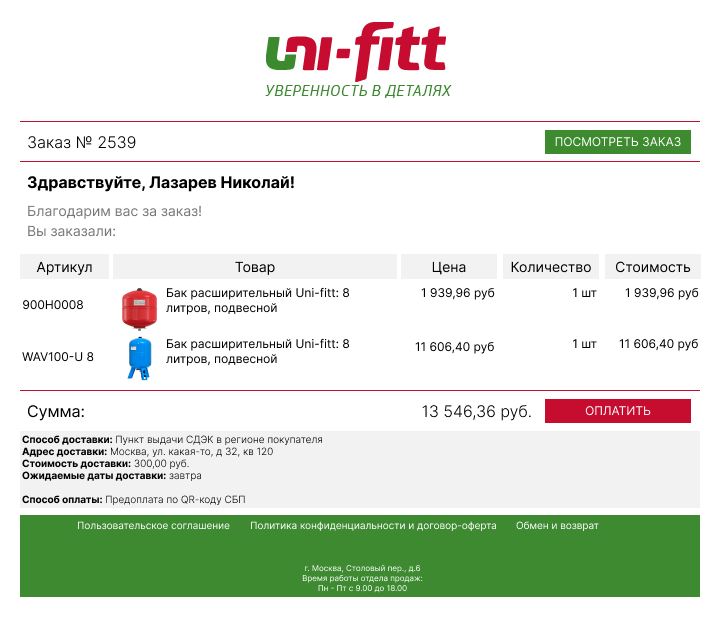 uni-fitt
УВЕРЕННОСТЬ В ДЕТАЛЯХ
Заказ № 2539
ПОСМОТРЕТЬ ЗАКАЗ
Здравствуйте, Лазарев Николай!
Благодарим вас за заказ!
Вы заказали:
Артикул Товар Цена Количество Стоимость
900H0008 Бак расширительный Uni-fitt: 8 1 939,96 руб 1 шт 1 939,96 руб
литров, подвесной
WAV100-U 8 Бак расширительный Uni-fitt: 8 11 606,40 руб 1 шт 11 606,40 руб
литров, подвесной
Сумма: 13 546,36 руб. ОПЛАТИТЬ
Способ доставки: Пункт выдачи СДЭК в регионе покупателя
Адрес доставки: Москва, ул. какая-то, д 32, кв 120
Стоимость доставки: 300,00 руб.
Ожидаемые даты доставки: завтра
Способ оплаты: Предоплата по QR-коду СБП
Пользовательское соглашение Политика конфиденциальности и договор-оферта Обмен и возврат
г. Москва, Столовый пер., д.6
Время работы отдела продаж:
Пн - Пт с 9.00 до 18.00